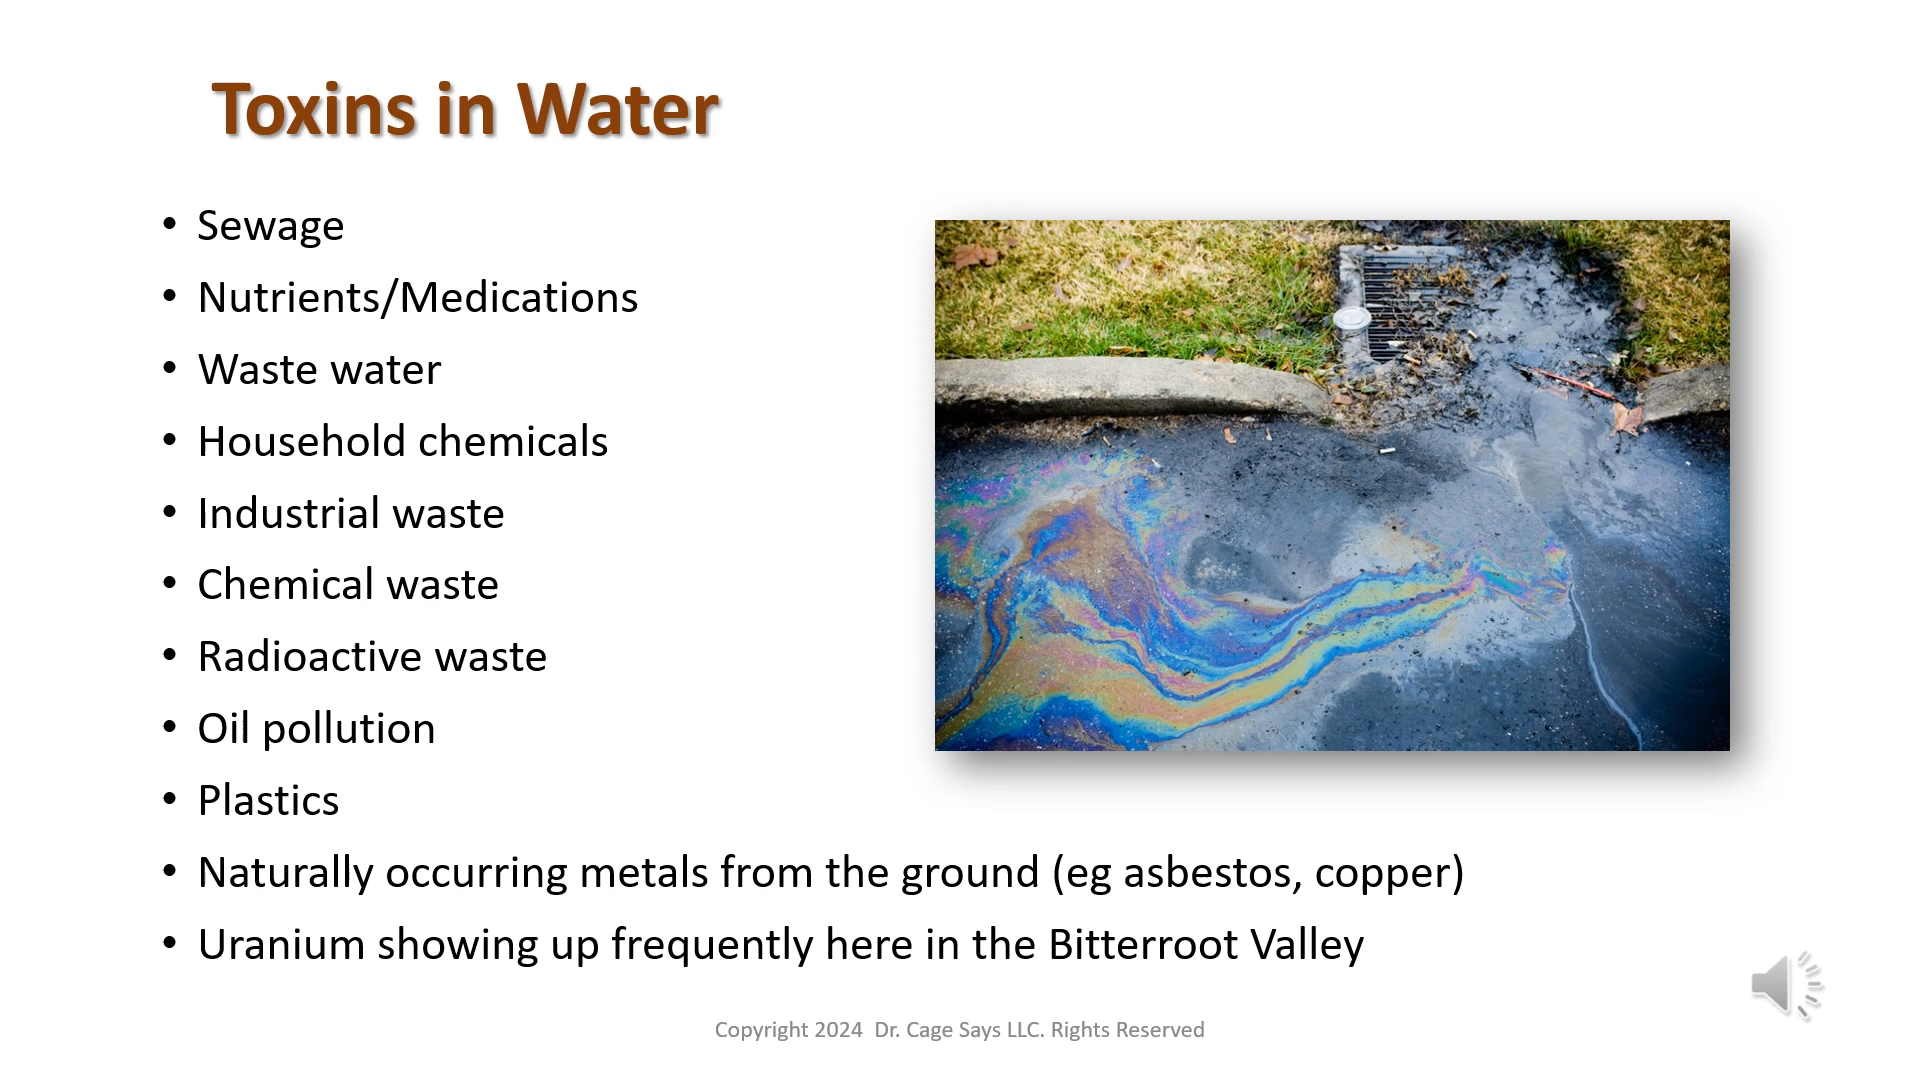 Toxins in Water
• Sewage
• Nutrients/Medications
• Waste water
• Household chemicals
• Industrial waste
• Chemical waste
• Radioactive waste
• Oil pollution
• Plastics
• Naturally occurring metals from the ground (eg asbestos, copper)
• Uranium showing up frequently here in the Bitterroot Valley
Copyright 2024  Dr. Cage Says LLC. Rights Reserved